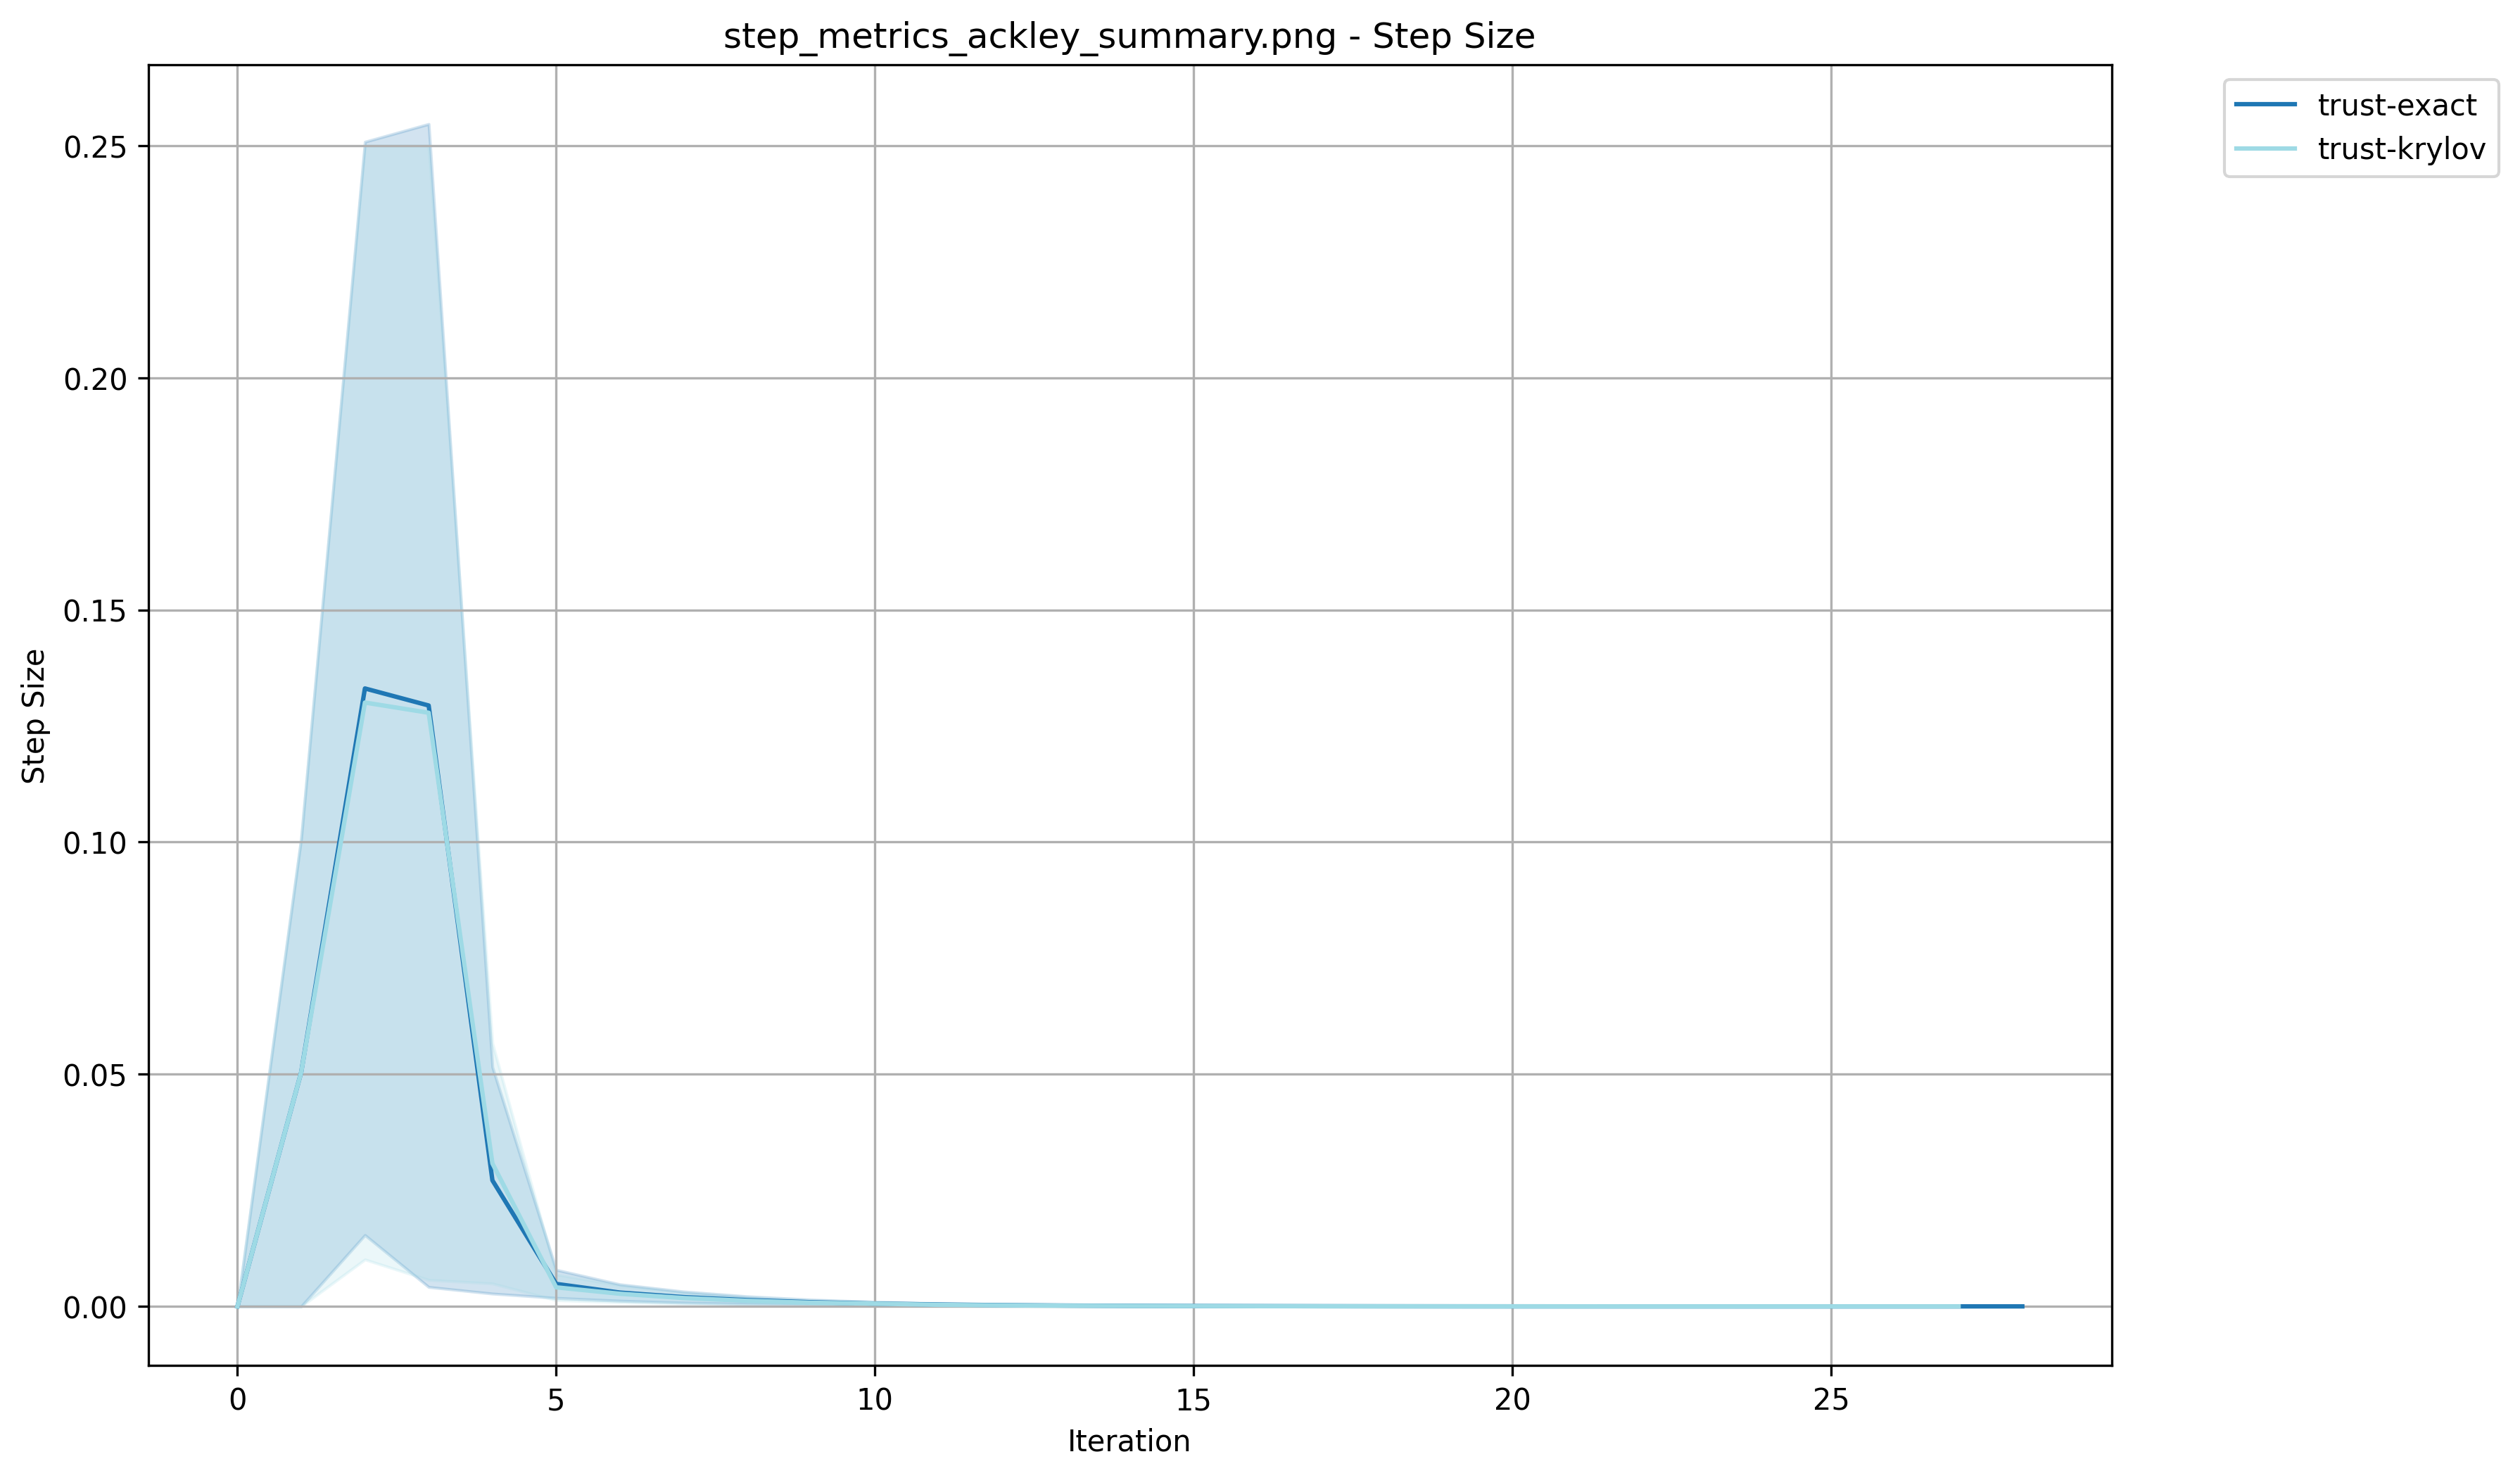 step_metrics_ackley_summary.png - Step Size
trust-exact
trust-krylov
0.25
0.20
0.15
0.10
0.05
0.00
Step Size
0 5 10 15 20 25
Iteration